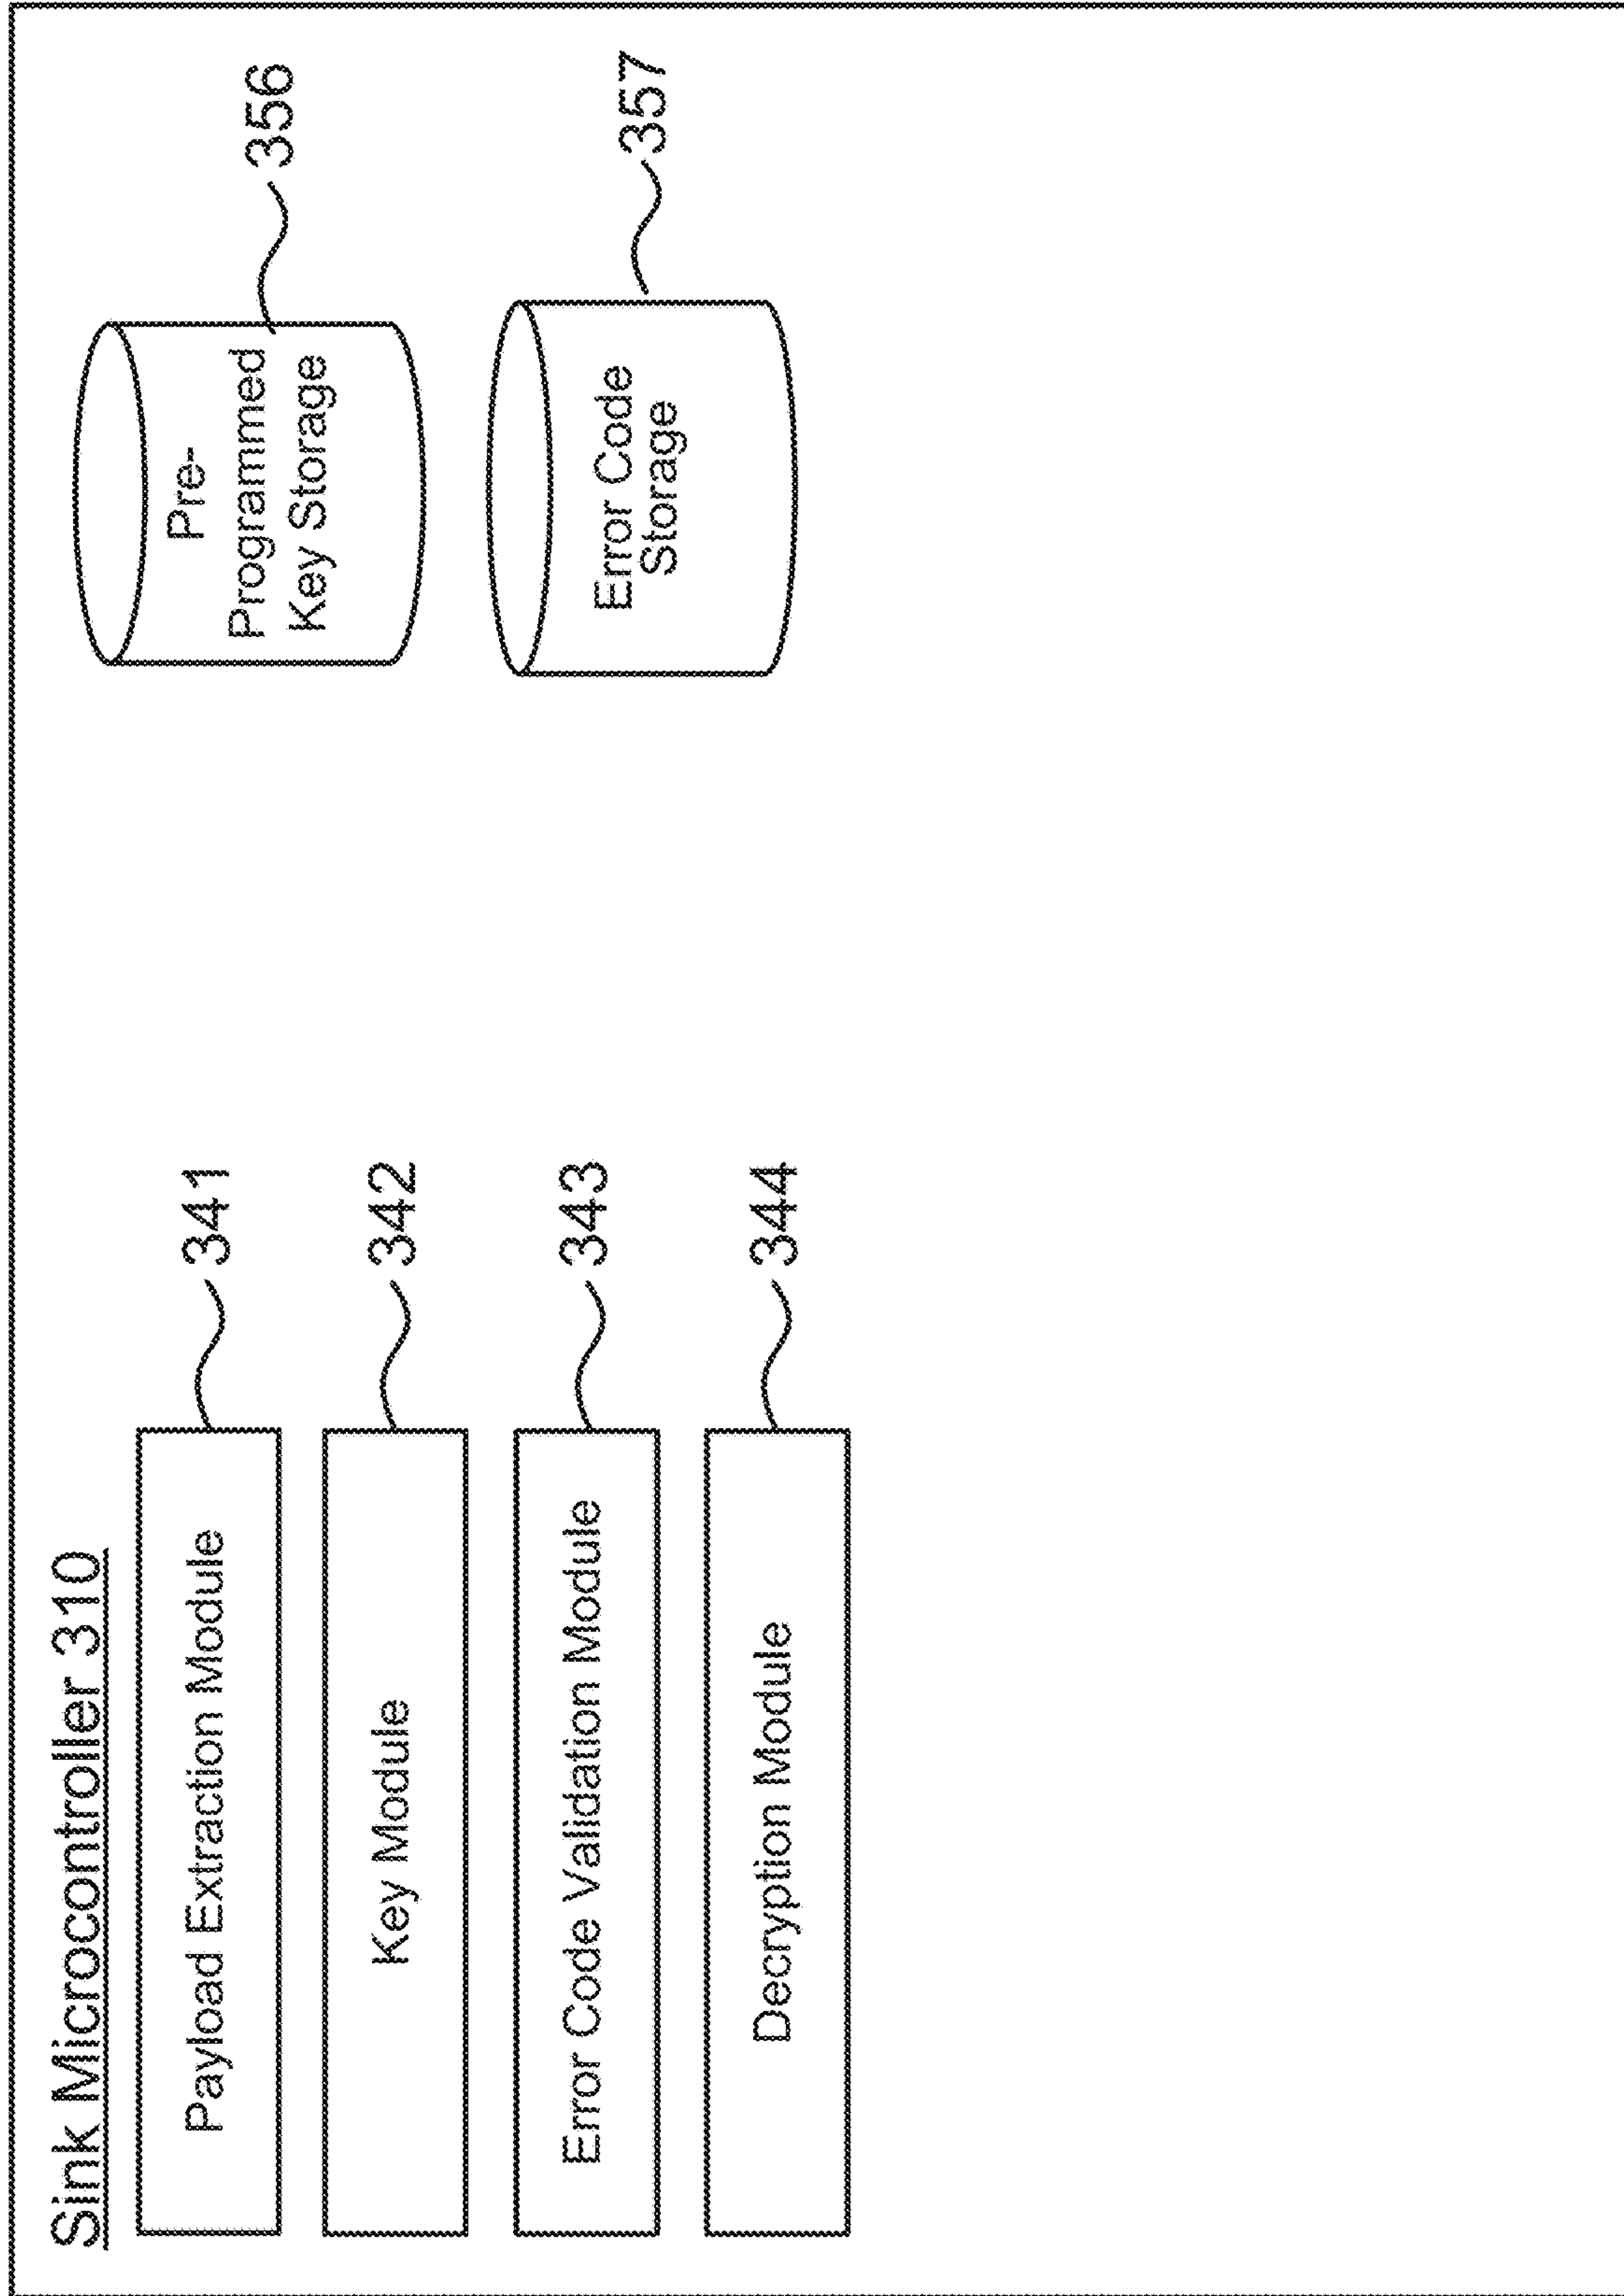 Sink Microcontroller 310
Payload Extraction Module
341
Key Module
342
Error Code Validation Module
343
Decryption Module
344
Pre-
Programmed
Key Storage
356
Error Code
Storage
357